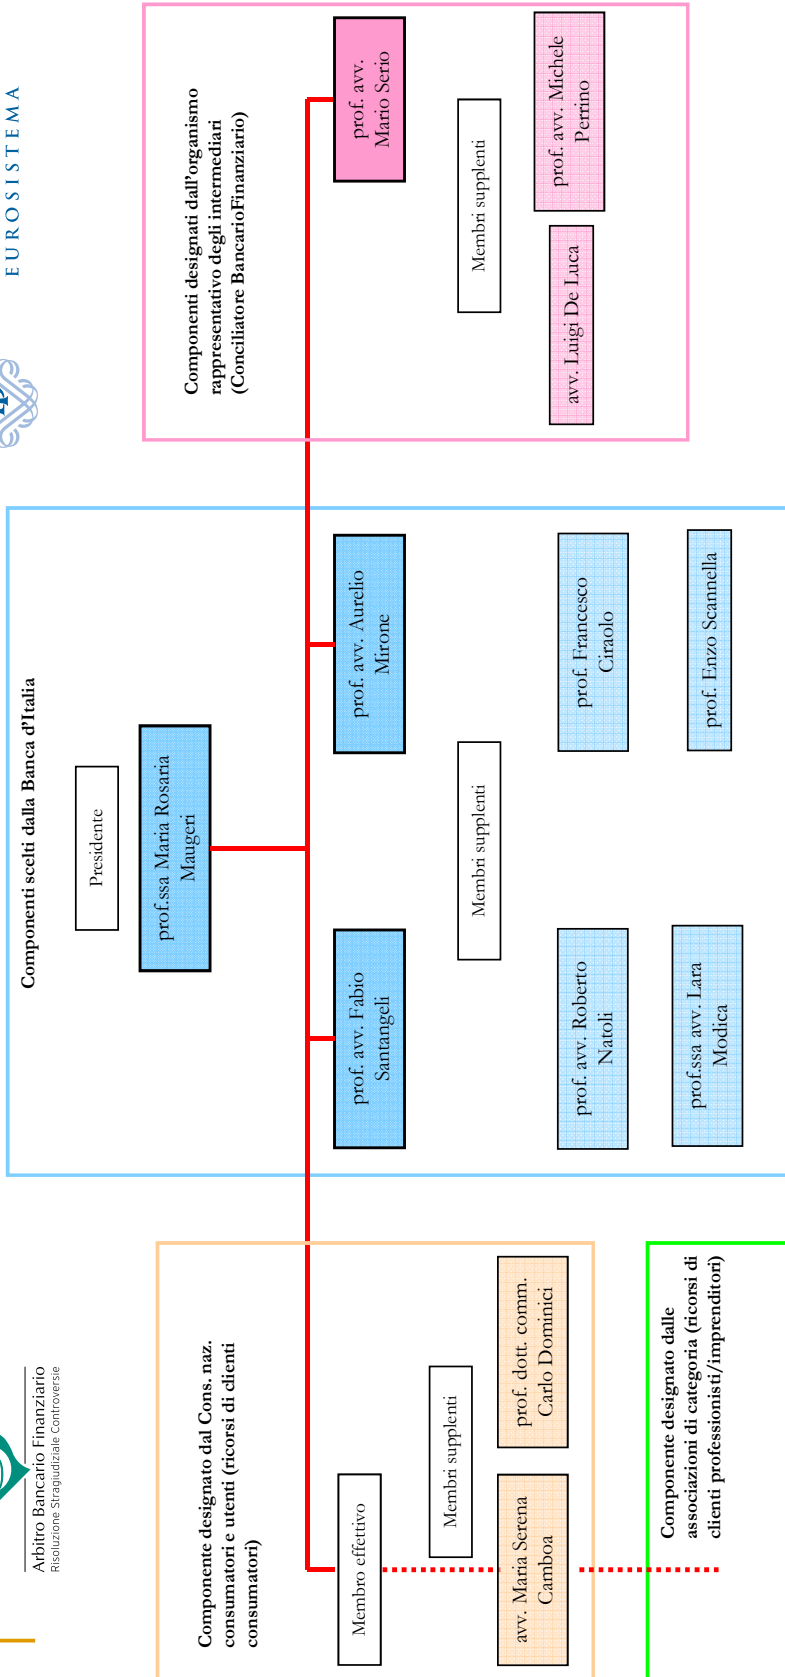 Arbitro Bancario Finanziario
Risoluzione Stragiudiziale Controversie
EUROSISTEMA
Componenti scelti dalla Banca d'Italia
Presidente
prof.ssa Maria Rosaria
Maugeri
Componente designato dal Cons. naz.
consumatori e utenti (ricorsi di clienti
consumatori)
Componenti designati dall'organismo
rappresentativo degli intermediari
(Conciliatore BancarioFinanziario)
Membro effettivo
prof. avv. Fabio
Santangeli
prof. avv. Aurelio
Mirone
prof. avv.
Mario Serio
Membri supplenti
Membri supplenti
Membri supplenti
avv. Maria Serena
Camboa
prof. dott. comm.
Carlo Dominici
prof. avv. Roberto
Natoli
prof. Francesco
Ciraolo
avv. Luigi De Luca
prof. avv. Michele
Perrino
prof.ssa avv. Lara
Modica
prof. Enzo Scannella
Componente designato dalle
associazioni di categoria (ricorsi di
clienti professionisti/imprenditori)